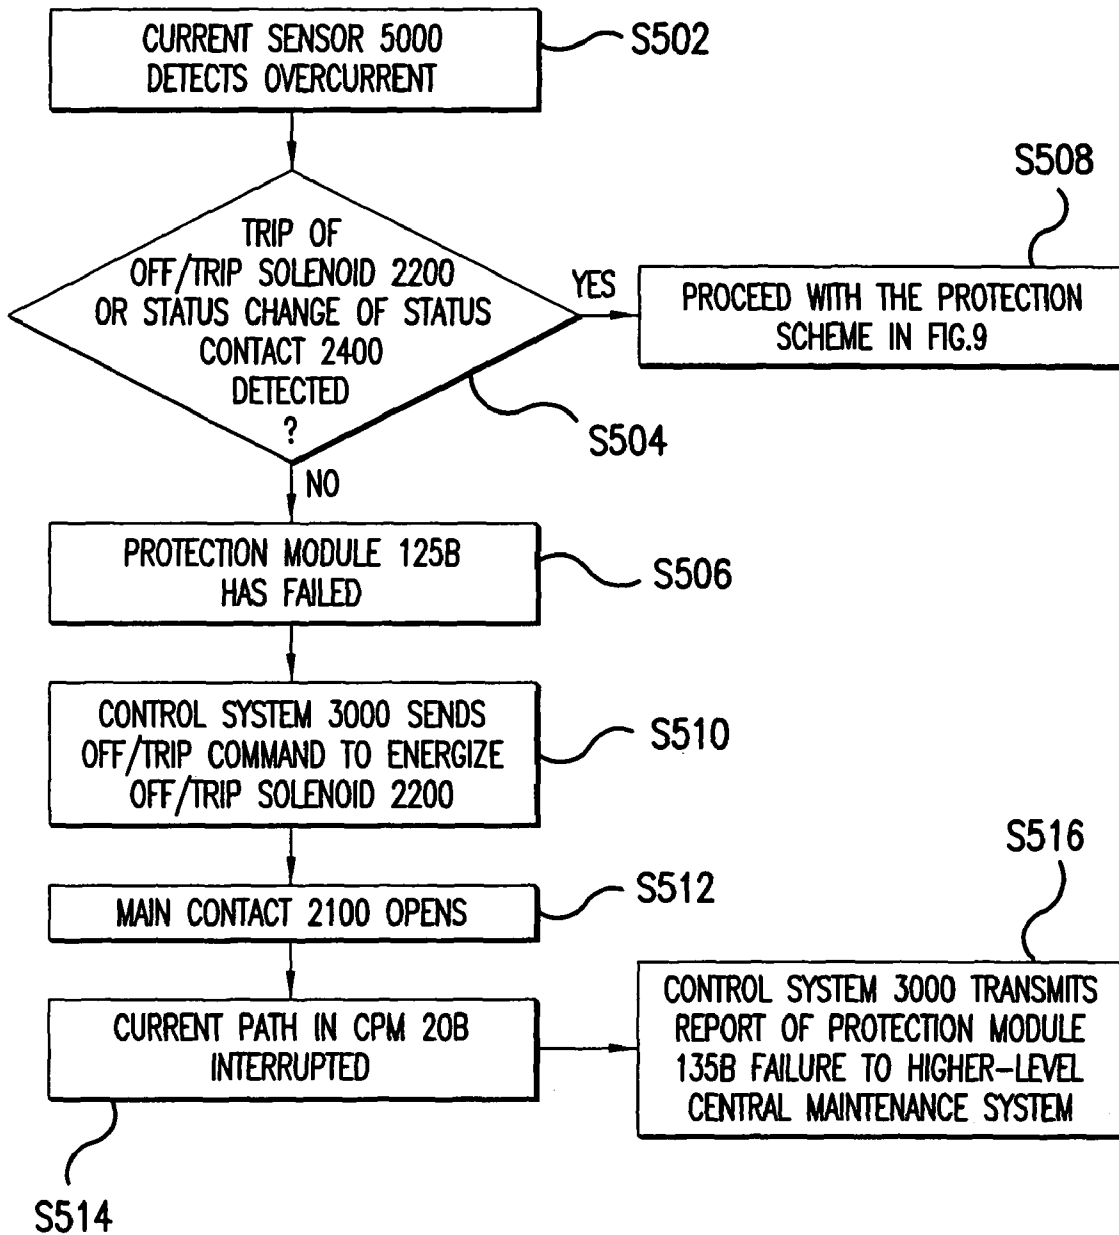 CURRENT SENSOR 5000
DETECTS OVERCURRENT
S502
TRIP OF
OFF/TRIP SOLENOID 2200
OR STATUS CHANGE OF STATUS
CONTACT 2400
DETECTED
?
S504
YES
S508
PROCEED WITH THE PROTECTION
SCHEME IN FIG.9
NO
PROTECTION MODULE 125B
HAS FAILED
S506
CONTROL SYSTEM 3000 SENDS
OFF/TRIP COMMAND TO ENERGIZE
OFF/TRIP SOLENOID 2200
S510
MAIN CONTACT 2100 OPENS
S512
CURRENT PATH IN CPM 20B
INTERRUPTED
S514
S516
CONTROL SYSTEM 3000 TRANSMITS
REPORT OF PROTECTION MODULE
135B FAILURE TO HIGHER-LEVEL
CENTRAL MAINTENANCE SYSTEM